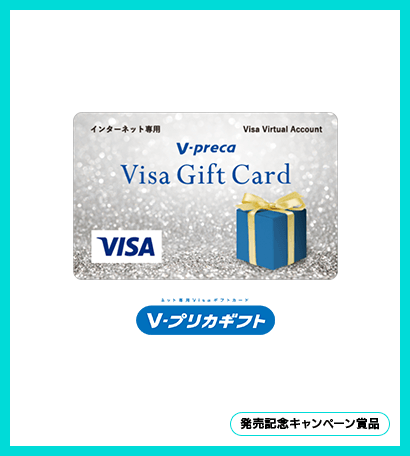 インターネット専用
Visa Virtual Account
V-preca
Visa Gift Card
VISA
ネット専用Visaギフトカード
V-プリカギフト
発売記念キャンペーン賞品